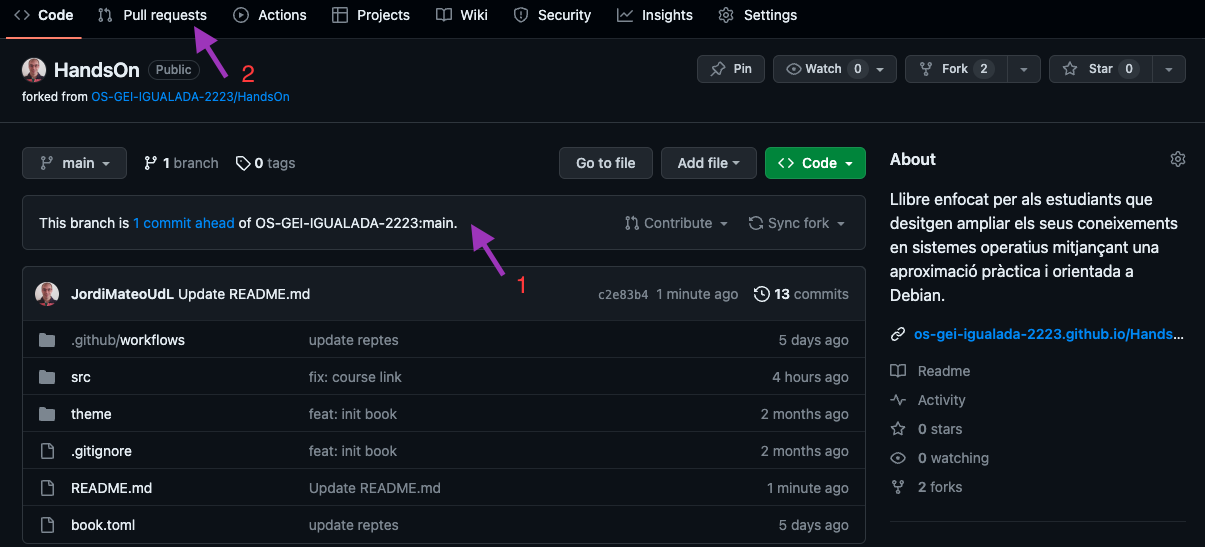 Code Pull requests Actions Projects Wiki Security Insights Settings
2
HandsOn Public Pin Watch 0 Fork 2 Star 0
forked from OS-GEI-IGUALADA-2223/HandsOn
main 1 branch 0 tags Go to file Add file Code
This branch is 1 commit ahead of OS-GEI-IGUALADA-2223:main. Contribute Sync fork
1
JordiMateoUdL Update README.md c2e83b4 1 minute ago 13 commits
.github/workflows update reptes 5 days ago
src fix: course link 4 hours ago
theme feat: init book 2 months ago
.gitignore feat: init book 2 months ago
README.md Update README.md 1 minute ago
book.toml update reptes 5 days ago
About
Llibre enfocat per als estudiants que
desitgen ampliar els seus coneixements
en sistemes operatius mitjançant una
aproximació pràctica i orientada a
Debian.
os-gei-igualada-2223.github.io/Hands...
Readme
Activity
0 stars
0 watching
2 forks